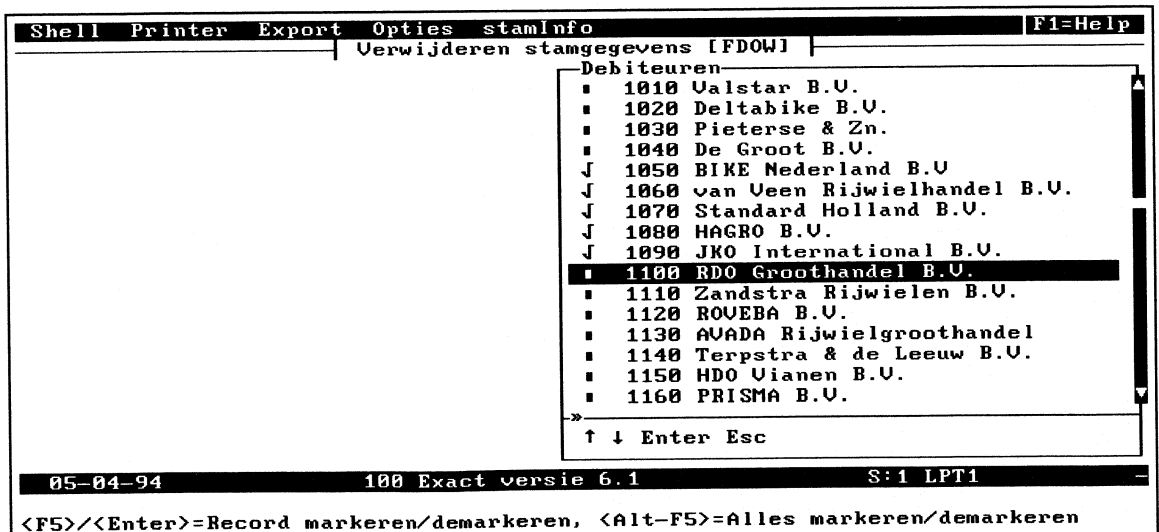 Shell Printer Export Opties stamInfo F1=Help
Verwijderen stamgegevens [FDOW]
Debiteuren
1010 Valstar B.V.
1020 Deltabike B.V.
1030 Pieterse & Zn.
1040 De Groot B.V.
√ 1050 BIKE Nederland B.V
√ 1060 van Veen Rijwielhandel B.V.
√ 1070 Standard Holland B.V.
√ 1080 HAGRO B.V.
√ 1090 JKO International B.V.
1100 RDO Groothandel B.V.
1110 Zandstra Rijwielen B.V.
1120 ROVEBA B.V.
1130 AVADA Rijwielgroothandel
1140 Terpstra & de Leeuw B.V.
1150 HDO Vianen B.V.
1160 PRISMA B.V.
»
↑ ↓ Enter Esc
05-04-94 100 Exact versie 6.1 S:1 LPT1 -
<F5>/<Enter>=Record markeren/demarkeren, <Alt-F5>=Alles markeren/demarkeren